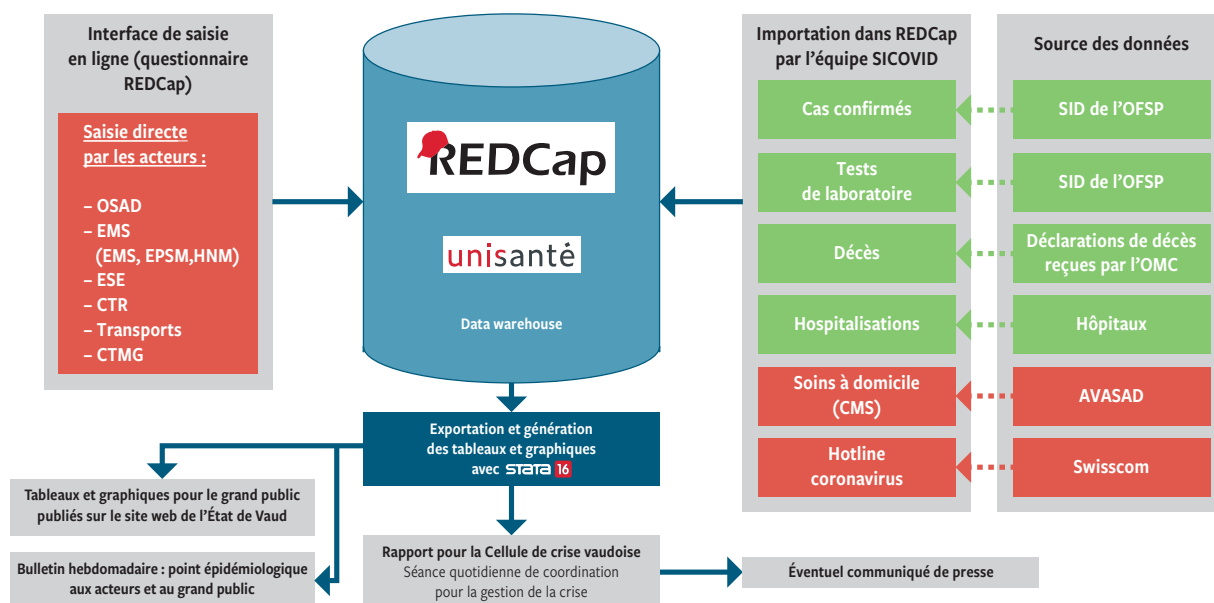 Interface de saisie
en ligne (questionnaire
REDCap)
Saisie directe
par les acteurs :
– OSAD
– EMS
(EMS, EPSM,HNM)
– ESE
– CTR
– Transports
– CTMG
REDCap
unisanté
Data warehouse
Importation dans REDCap
par l'équipe SICOVID
Cas confirmés
Tests
de laboratoire
Décès
Hospitalisations
Soins à domicile
(CMS)
Hotline
coronavirus
Source des données
SID de l'OFSP
SID de l'OFSP
Déclarations de décès
reçues par l'OMC
Hôpitaux
AVASAD
Swisscom
Exportation et génération
des tableaux et graphiques
avec STATA 16
Tableaux et graphiques pour le grand public
publiés sur le site web de l'État de Vaud
Bulletin hebdomadaire : point épidémiologique
aux acteurs et au grand public
Rapport pour la Cellule de crise vaudoise
Séance quotidienne de coordination
pour la gestion de la crise
Éventuel communiqué de presse